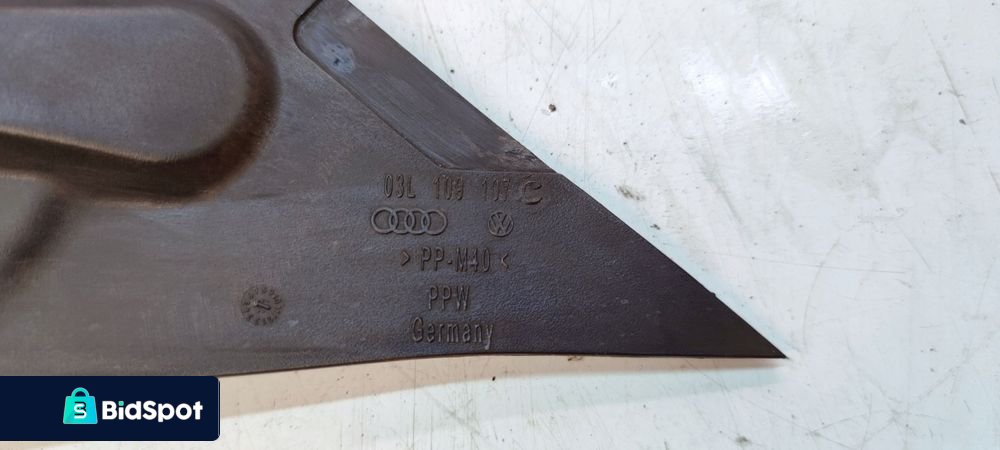 03L 109 107 C
>PP-M40<
PPW
Germany
BidSpot